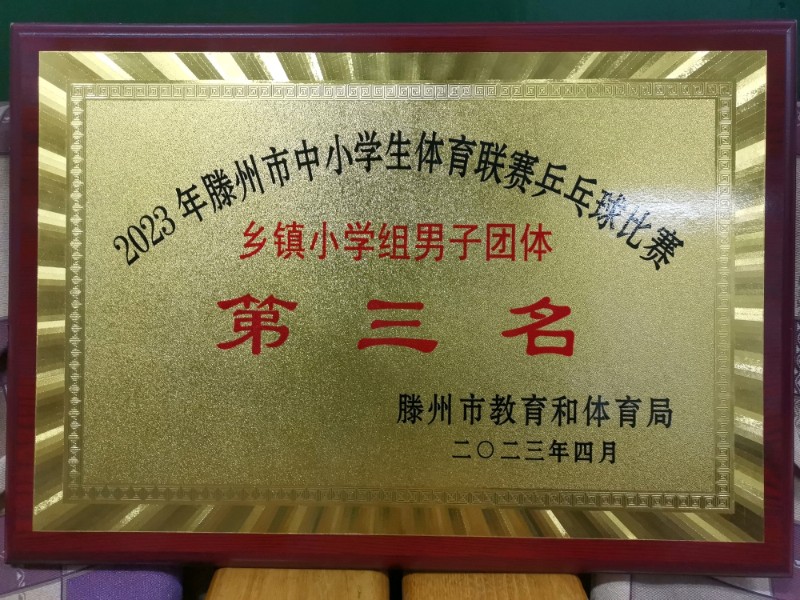 2023年滕州市中小学生体育联赛乒乓球比赛
乡镇小学组男子团体
第三名
滕州市教育和体育局
二〇二三年四月